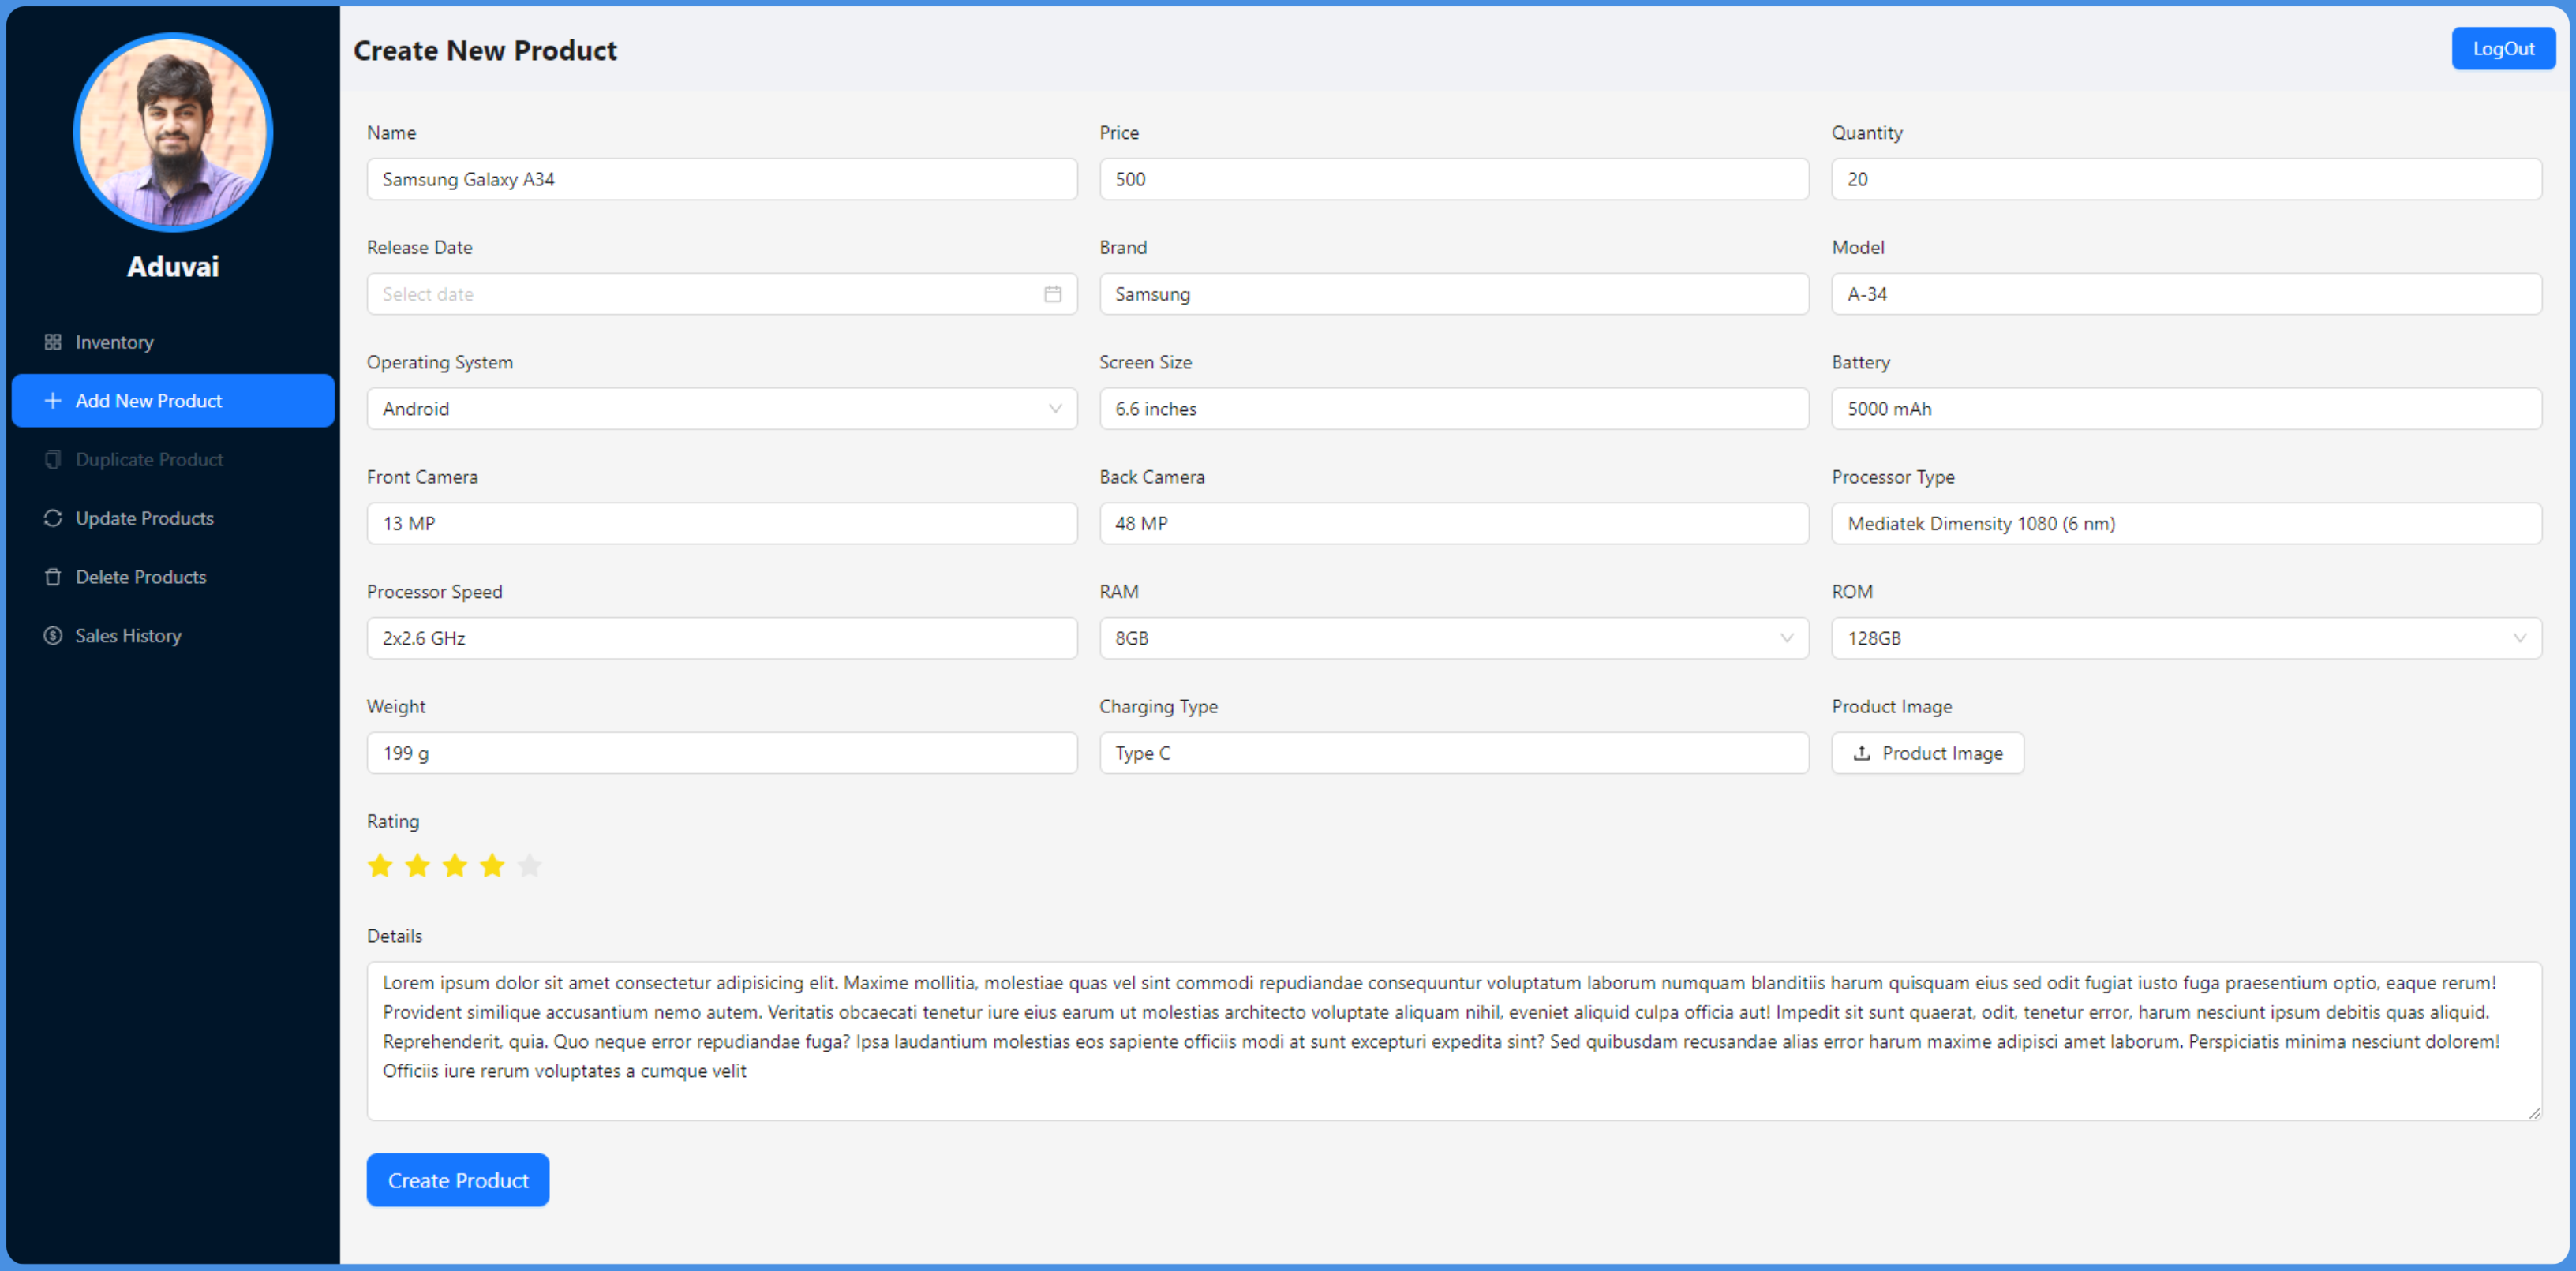 Aduvai
Inventory
Add New Product
Duplicate Product
Update Products
Delete Products
Sales History
Create New Product
LogOut
Name
Price
Quantity
Samsung Galaxy A34
500
20
Release Date
Brand
Model
Select date
Samsung
A-34
Operating System
Screen Size
Battery
Android
6.6 inches
5000 mAh
Front Camera
Back Camera
Processor Type
13 MP
48 MP
Mediatek Dimensity 1080 (6 nm)
Processor Speed
RAM
ROM
2x2.6 GHz
8GB
128GB
Weight
Charging Type
Product Image
199 g
Type C
Product Image
Rating
Details
Lorem ipsum dolor sit amet consectetur adipisicing elit. Maxime mollitia, molestiae quas vel sint commodi repudiandae consequuntur voluptatum laborum numquam blanditiis harum quisquam eius sed odit fugiat iusto fuga praesentium optio, eaque rerum!
Provident similique accusantium nemo autem. Veritatis obcaecati tenetur iure eius earum ut molestias architecto voluptate aliquam nihil, eveniet aliquid culpa officia aut! Impedit sit sunt quaerat, odit, tenetur error, harum nesciunt ipsum debitis quas aliquid.
Reprehenderit, quia. Quo neque error repudiandae fuga? Ipsa laudantium molestias eos sapiente officiis modi at sunt excepturi expedita sint? Sed quibusdam recusandae alias error harum maxime adipisci amet laborum. Perspiciatis minima nesciunt dolorem!
Officiis iure rerum voluptates a cumque velit
Create Product